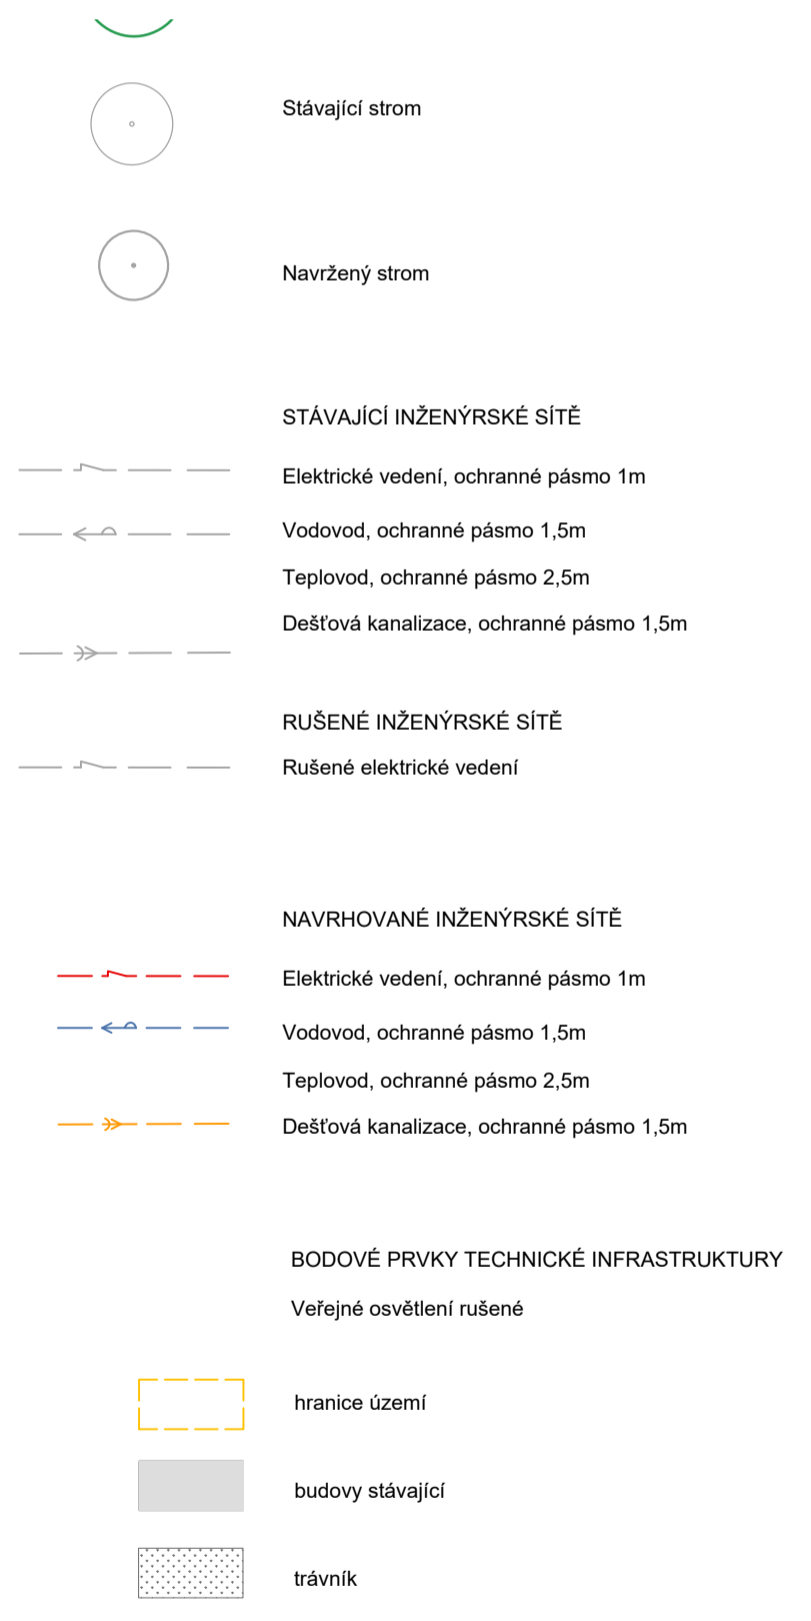 Stávající strom
Navržený strom
STÁVAJÍCÍ INŽENÝRSKÉ SÍTĚ
Elektrické vedení, ochranné pásmo 1m
Vodovod, ochranné pásmo 1,5m
Teplovod, ochranné pásmo 2,5m
Dešťová kanalizace, ochranné pásmo 1,5m
RUŠENÉ INŽENÝRSKÉ SÍTĚ
Rušené elektrické vedení
NAVRHOVANÉ INŽENÝRSKÉ SÍTĚ
Elektrické vedení, ochranné pásmo 1m
Vodovod, ochranné pásmo 1,5m
Teplovod, ochranné pásmo 2,5m
Dešťová kanalizace, ochranné pásmo 1,5m
BODOVÉ PRVKY TECHNICKÉ INFRASTRUKTURY
Veřejné osvětlení rušené
hranice území
budovy stávající
trávník